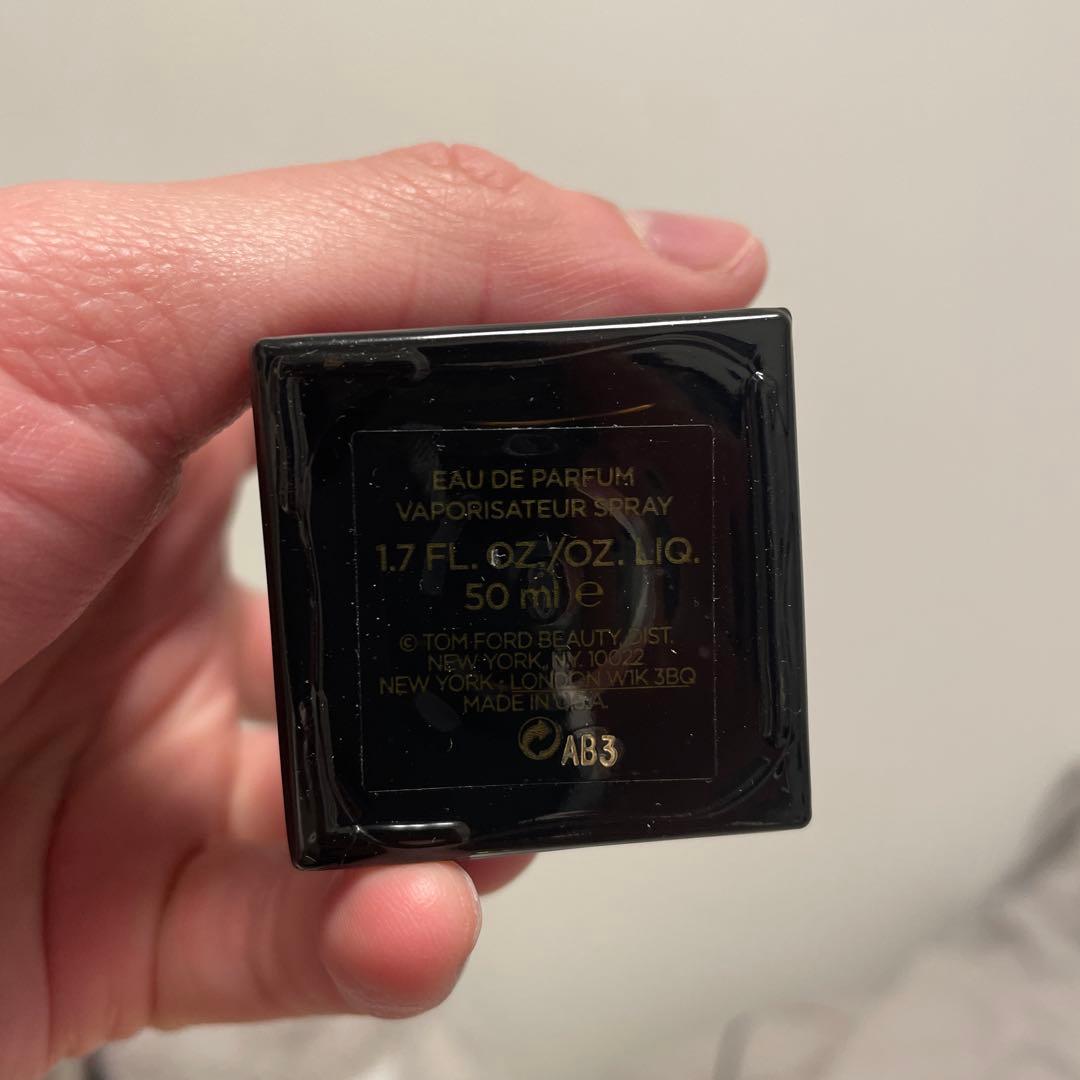 EAU DE PARFUM
VAPORISATEUR SPRAY
1.7 FL. OZ./OZ. LIQ.
50 ml ℮
© TOM FORD BEAUTY, DIST.
NEW YORK, NY. 10022
NEW YORK - LONDON W1K 3BQ
MADE IN U.S.A.
AB3